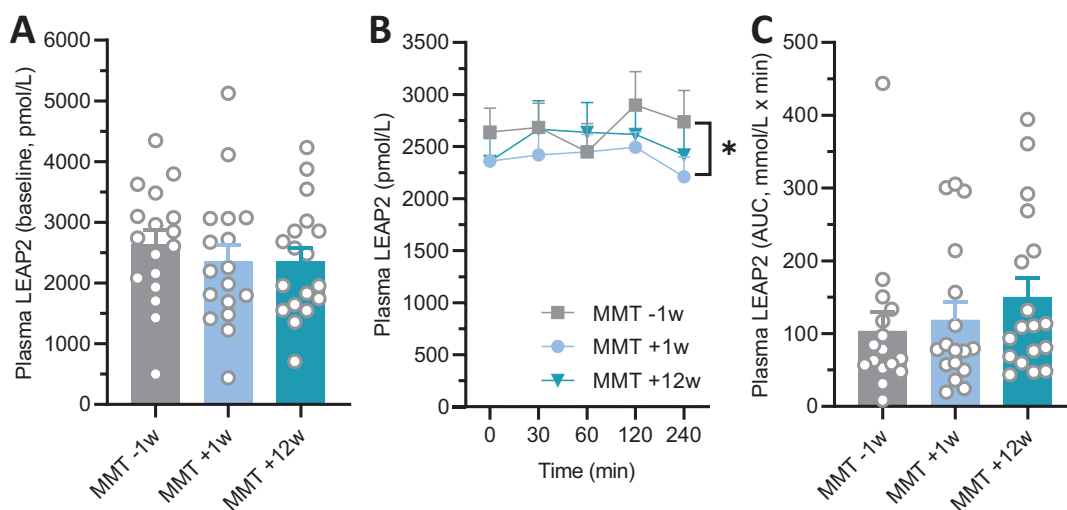 A
Plasma LEAP2 (baseline, pmol/L)
6000
5000
4000
3000
2000
1000
0
MMT -1w
MMT +1w
MMT +12w
B
Plasma LEAP2 (pmol/L)
3500
3000
2500
2000
1500
1000
500
0
*
MMT -1w
MMT +1w
MMT +12w
0 30 60 120 240
Time (min)
C
Plasma LEAP2 (AUC, mmol/L x min)
500
400
300
200
100
0
MMT -1w
MMT +1w
MMT +12w